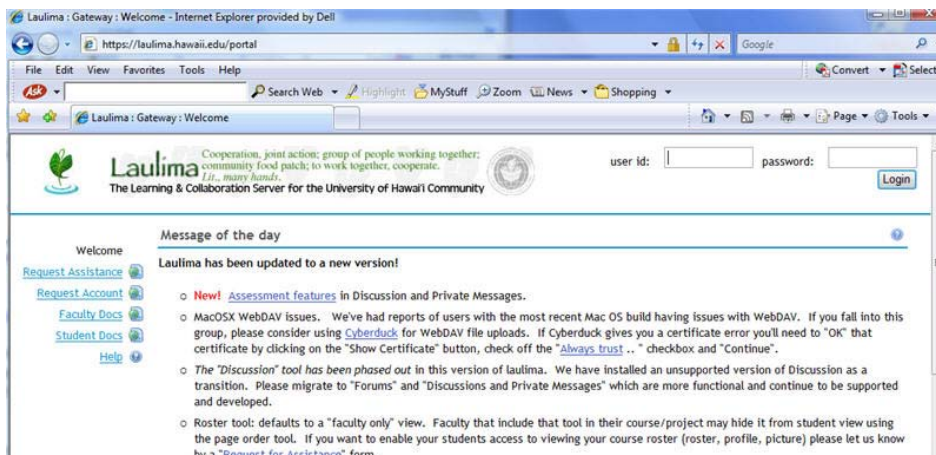 Laulima : Gateway : Welcome - Internet Explorer provided by Dell
https://laulima.hawaii.edu/portal
Google
File Edit View Favorites Tools Help
Convert Select
Ask
Search Web Highlight MyStuff Zoom News Shopping
Laulima : Gateway : Welcome
Page Tools
Laulima
Cooperation, joint action; group of people working together;
community food patch; to work together, cooperate.
Lit., many hands.
The Learning & Collaboration Server for the University of Hawai'i Community
user id:
password:
Login
Welcome
Request Assistance
Request Account
Faculty Docs
Student Docs
Help
Message of the day
Laulima has been updated to a new version!
New! Assessment features in Discussion and Private Messages.
MacOSX WebDAV issues. We've had reports of users with the most recent Mac OS build having issues with WebDAV. If you fall into this
group, please consider using Cyberduck for WebDAV file uploads. If Cyberduck gives you a certificate error you'll need to "OK" that
certificate by clicking on the "Show Certificate" button, check off the "Always trust .. " checkbox and "Continue".
The "Discussion" tool has been phased out in this version of laulima. We have installed an unsupported version of Discussion as a
transition. Please migrate to "Forums" and "Discussions and Private Messages" which are more functional and continue to be supported
and developed.
Roster tool: defaults to a "faculty only" view. Faculty that include that tool in their course/project may hide it from student view using
the page order tool. If you want to enable your students access to viewing your course roster (roster, profile, picture) please let us know
by a "Request for Assistance" form